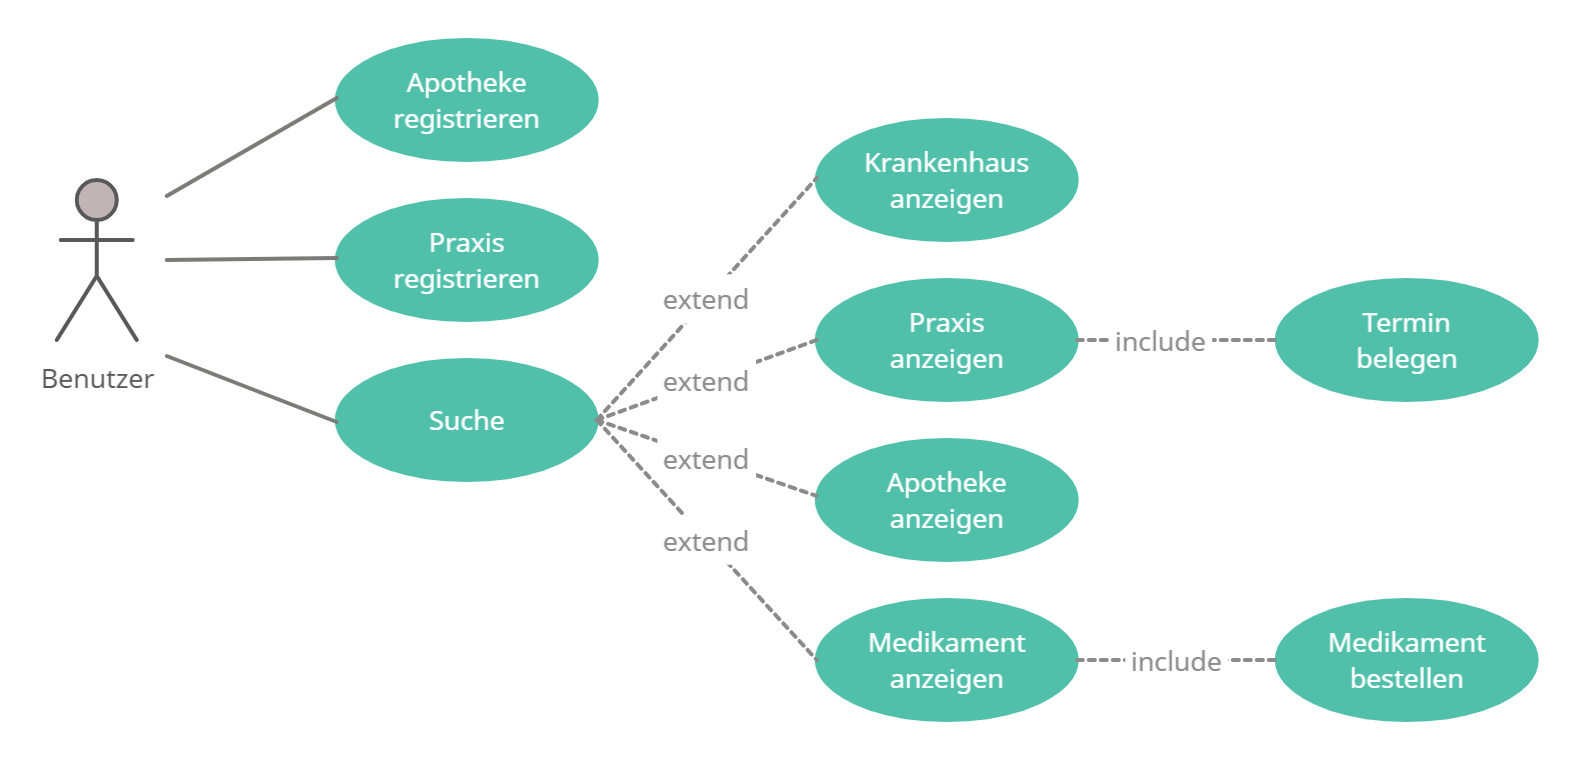 Apotheke
registrieren
Praxis
registrieren
Suche
Benutzer
extend
extend
extend
extend
Krankenhaus
anzeigen
Praxis
anzeigen
Apotheke
anzeigen
Medikament
anzeigen
include
include
Termin
belegen
Medikament
bestellen